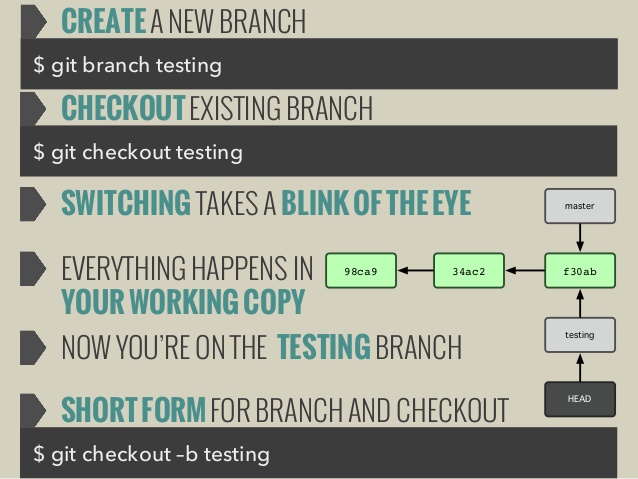 CREATE A NEW BRANCH
$ git branch testing
CHECKOUT EXISTING BRANCH
$ git checkout testing
SWITCHING TAKES A BLINK OF THE EYE
master
EVERYTHING HAPPENS IN
YOUR WORKING COPY
98ca9 34ac2 f30ab
testing
NOW YOU’RE ON THE TESTING BRANCH
HEAD
SHORT FORM FOR BRANCH AND CHECKOUT
$ git checkout –b testing